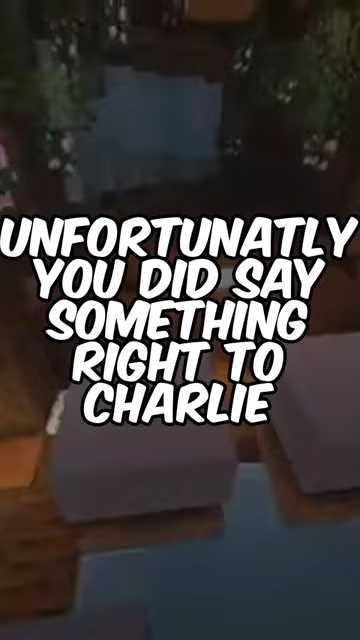 UNFORTUNATLY
YOU DID SAY
SOMETHING
RIGHT TO
CHARLIE